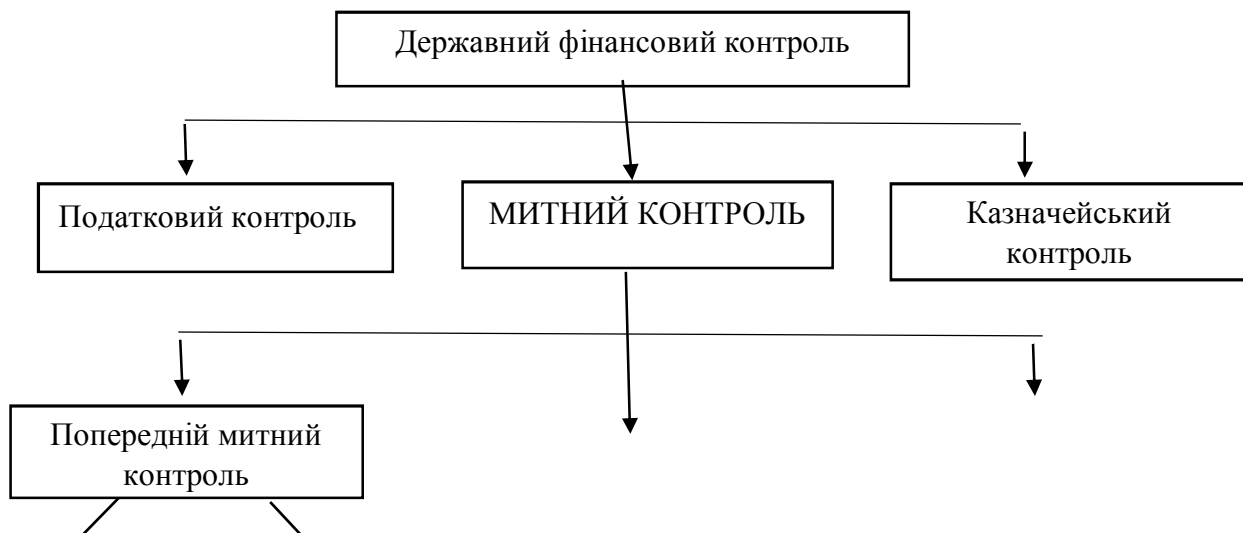 Державний фінансовий контроль
Податковий контроль
МИТНИЙ КОНТРОЛЬ
Казначейський
контроль
Попередній митний
контроль